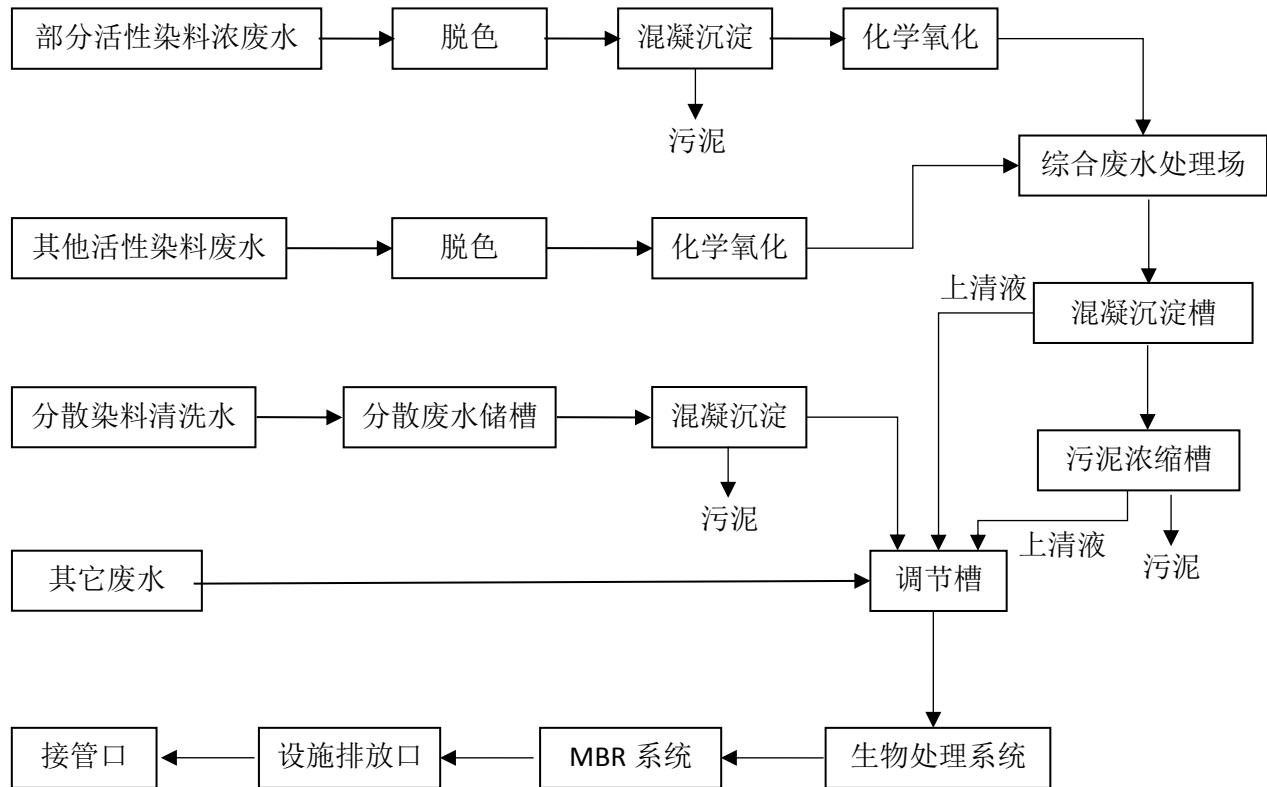 部分活性染料浓废水
脱色
混凝沉淀
化学氧化
污泥
综合废水处理场
其他活性染料废水
脱色
化学氧化
上清液
混凝沉淀槽
分散染料清洗水
分散废水储槽
混凝沉淀
污泥浓缩槽
污泥
上清液
污泥
其它废水
调节槽
接管口
设施排放口
MBR 系统
生物处理系统